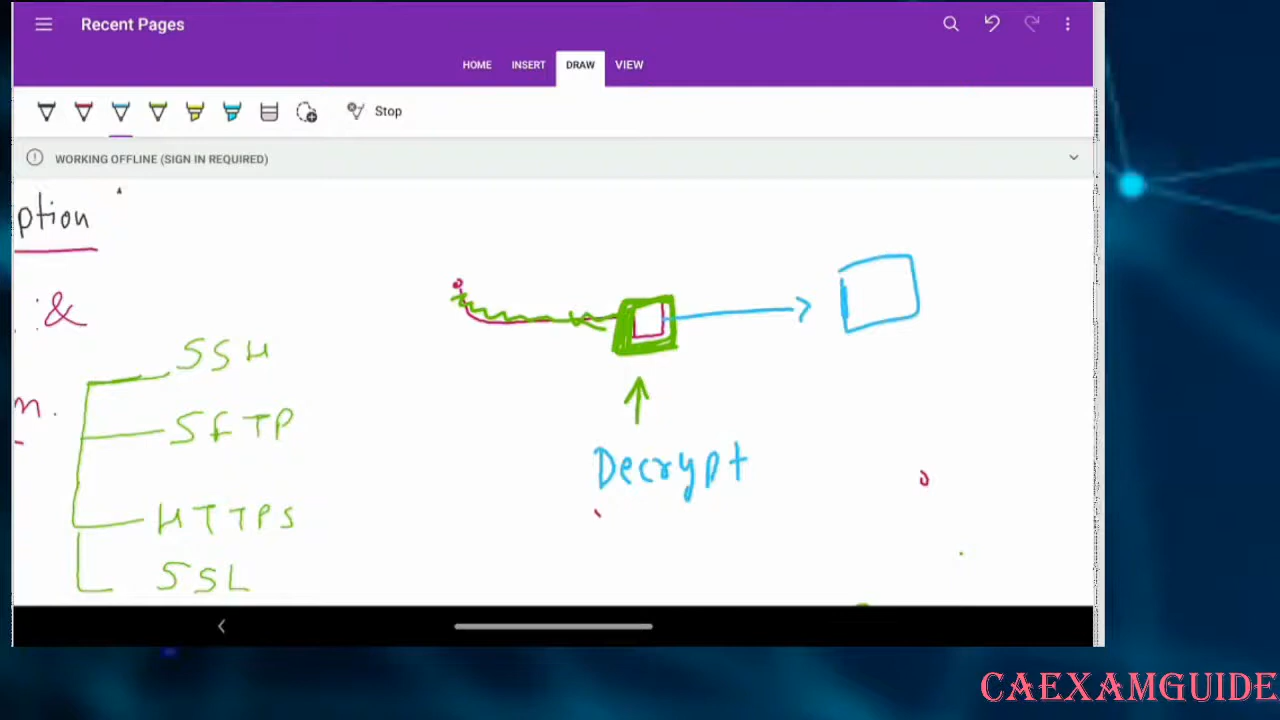 Recent Pages
HOME INSERT DRAW VIEW
Stop
WORKING OFFLINE (SIGN IN REQUIRED)
ption
: &
SSH
n.
SFTP
Decrypt
HTTPS
SSL
CAEXAMGUIDE